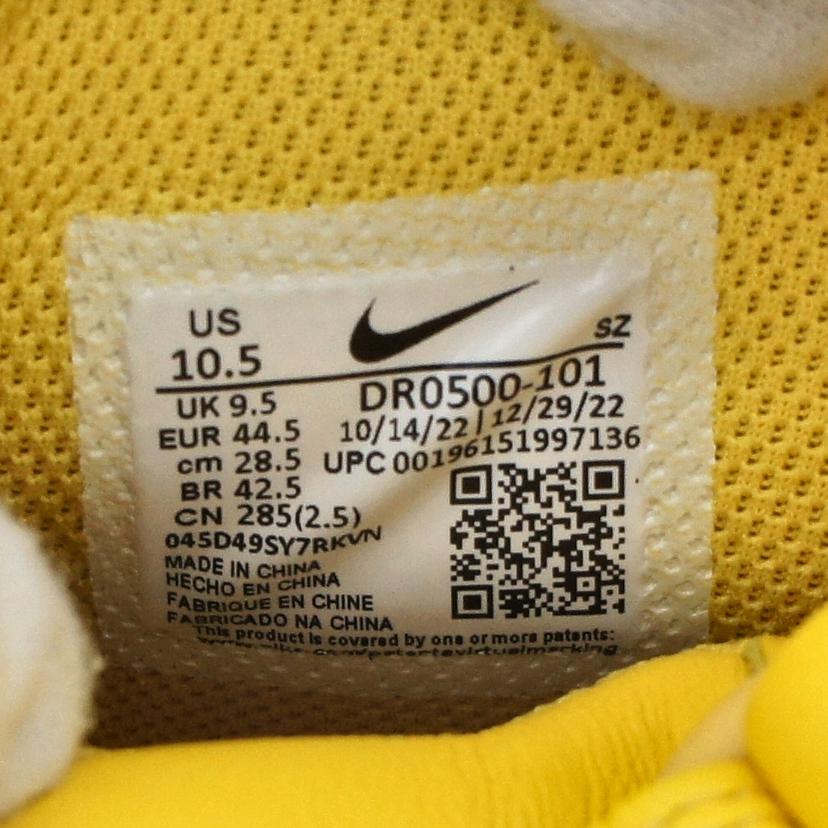 US
10.5
SZ
DR0500-101
UK 9.5
10/14/22 | 12/29/22
EUR 44.5
UPC 00196151997136
cm 28.5
BR 42.5
CN 285(2.5)
045D49SY7RKVN
MADE IN CHINA
HECHO EN CHINA
FABRIQUE EN CHINE
FABRICADO NA CHINA
This product is covered by one or more patents: